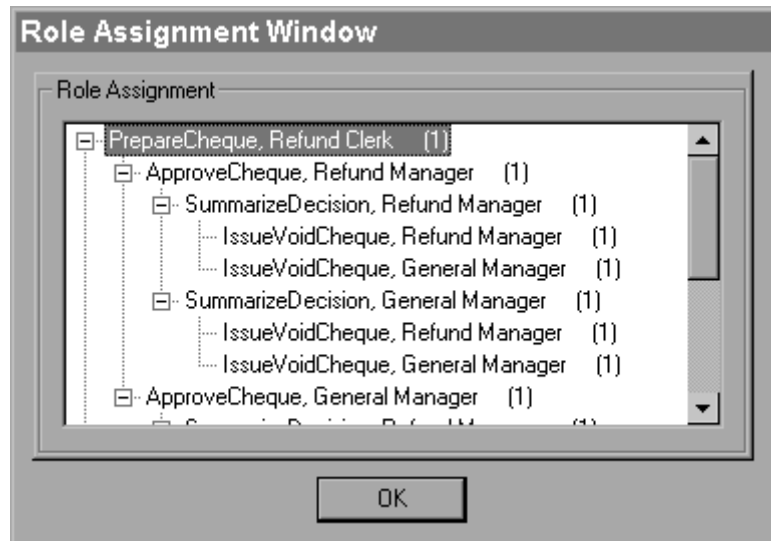 Role Assignment Window
Role Assignment
PrepareCheque, Refund Clerk (1)
ApproveCheque, Refund Manager (1)
SummarizeDecision, Refund Manager (1)
IssueVoidCheque, Refund Manager (1)
IssueVoidCheque, General Manager (1)
SummarizeDecision, General Manager (1)
IssueVoidCheque, Refund Manager (1)
IssueVoidCheque, General Manager (1)
ApproveCheque, General Manager (1)
OK